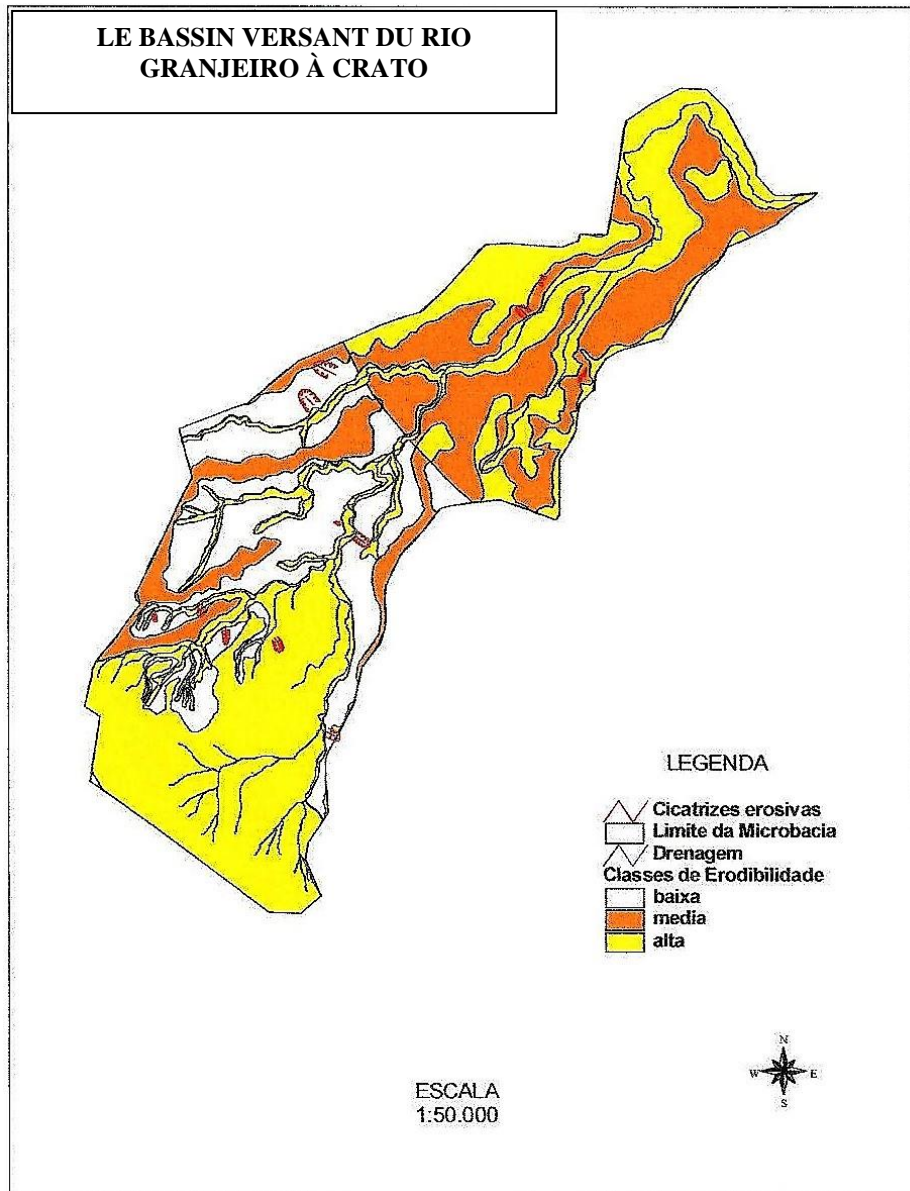 LE BASSIN VERSANT DU RIO
GRANJEIRO À CRATO
LEGENDA
Cicatrizes erosivas
Limite da Microbacia
Drenagem
Classes de Erodibilidade
baixa
media
alta
N
W E
S
ESCALA
1:50.000